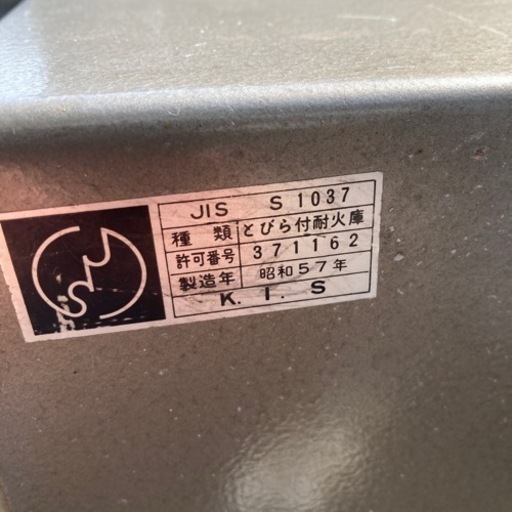 JIS S 1037
種類 とびら付耐火庫
許可番号 371162
製造年 昭和57年
K. I. S